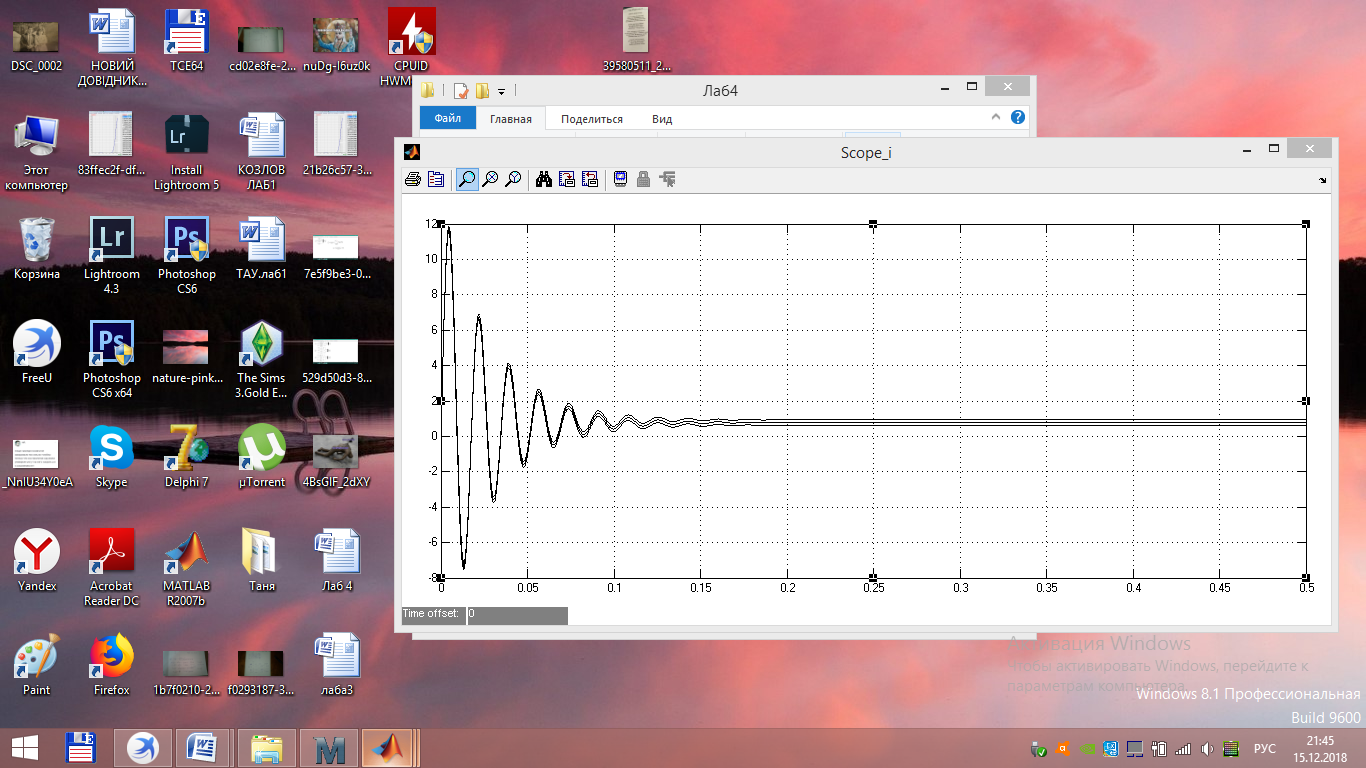 DSC_0002
НОВИЙ
ДОВІДНИК...
TCE64
cd02e8fe-2...
nuDg-l6uz0k
CPUID
HWM
39580511_2...
Этот
компьютер
83ffec2f-df...
Install
Lightroom 5
КОЗЛОВ
ЛАБ1
21b26c57-3...
Корзина
Lightroom
4.3
Photoshop
CS6
ТАУ.лаб1
7e5f9be3-0...
FreeU
Photoshop
CS6 x64
nature-pink...
The Sims
3.Gold E...
529d50d3-8...
_NnIU34Y0eA
Skype
Delphi 7
µTorrent
4BsGIF_2dXY
Yandex
Acrobat
Reader DC
MATLAB
R2007b
Таня
Лаб 4
Paint
Firefox
1b7f0210-2...
f0293187-3...
лаба3
Лаб4
Файл
Главная
Поделиться
Вид
Scope_i
12
10
8
6
4
2
0
-2
-4
-6
-8
0
0.05
0.1
0.15
0.2
0.25
0.3
0.35
0.4
0.45
0.5
Time offset: 0
Активация Windows
Чтобы активировать Windows, перейдите к
параметрам компьютера.
Windows 8.1 Профессиональная
Build 9600
РУС
21:45
15.12.2018